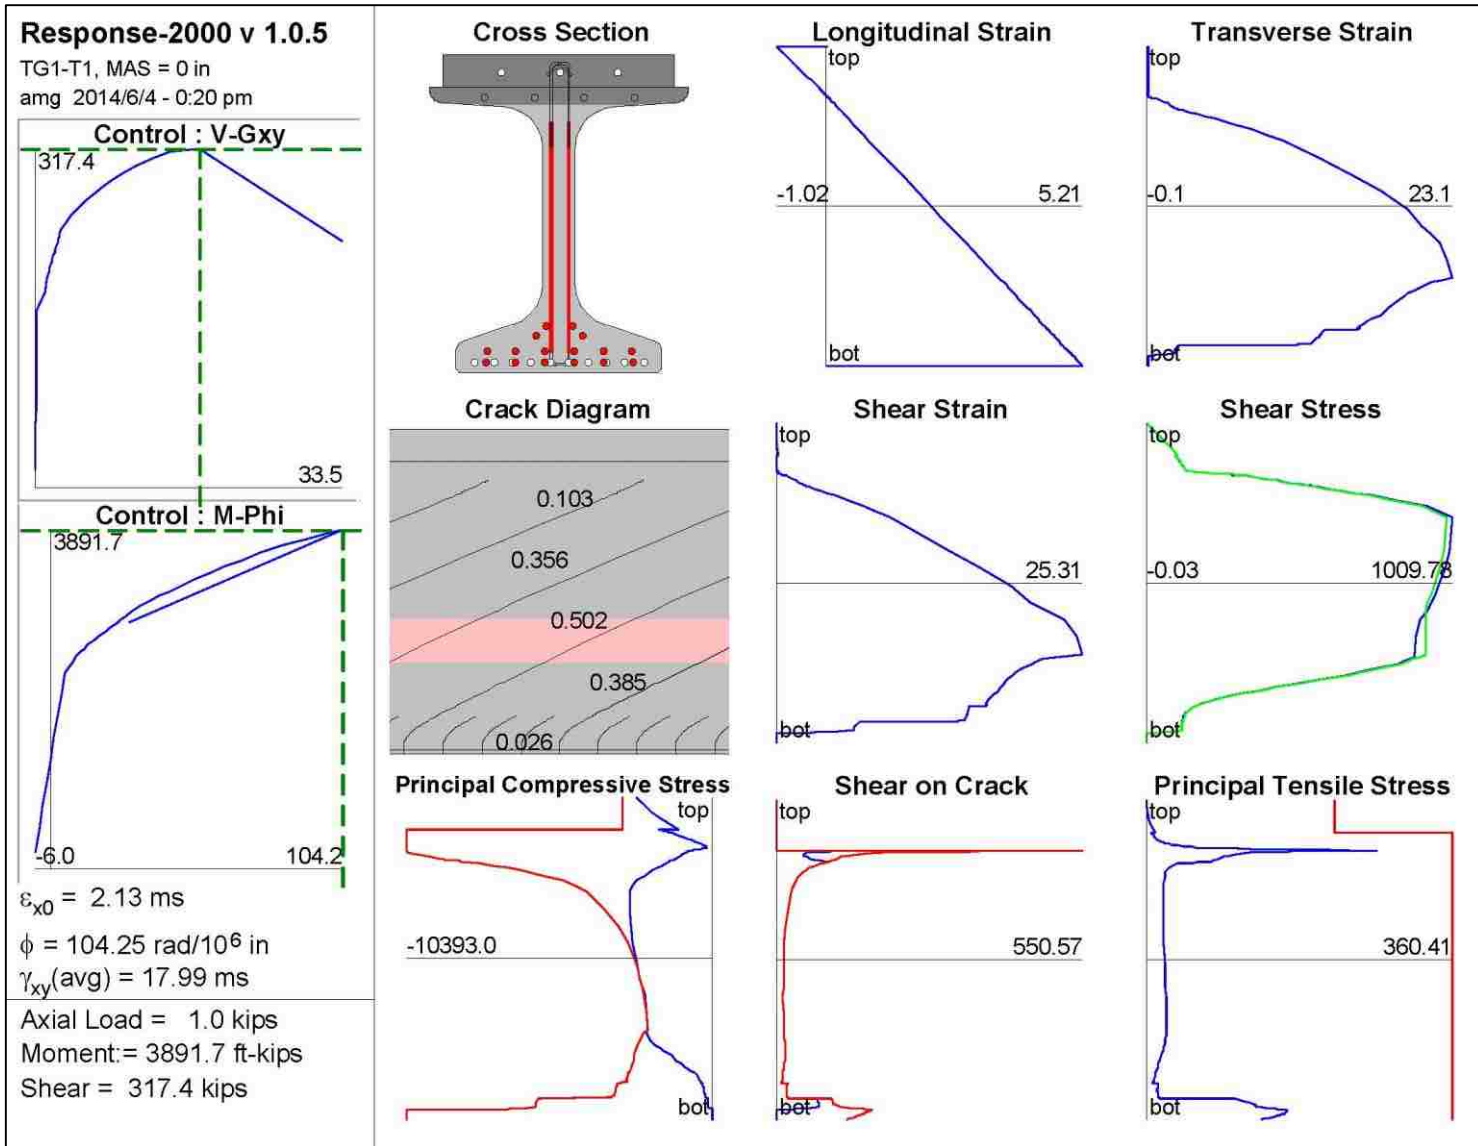 Response-2000 v 1.0.5
TG1-T1, MAS = 0 in
amg 2014/6/4 - 0:20 pm
Control : V-Gxy
317.4
33.5
Control : M-Phi
3891.7
-6.0 104.2
εx0 = 2.13 ms
ϕ = 104.25 rad/10⁶ in
γxy(avg) = 17.99 ms
Axial Load = 1.0 kips
Moment:= 3891.7 ft-kips
Shear = 317.4 kips
Cross Section
Longitudinal Strain
top
-1.02 5.21
bot
Transverse Strain
top
-0.1 23.1
bot
Crack Diagram
0.103
0.356
0.502
0.385
0.026
Shear Strain
top
25.31
bot
Shear Stress
top
-0.03 1009.78
bot
Principal Compressive Stress
top
-10393.0
bot
Shear on Crack
top
550.57
bot
Principal Tensile Stress
top
360.41
bot